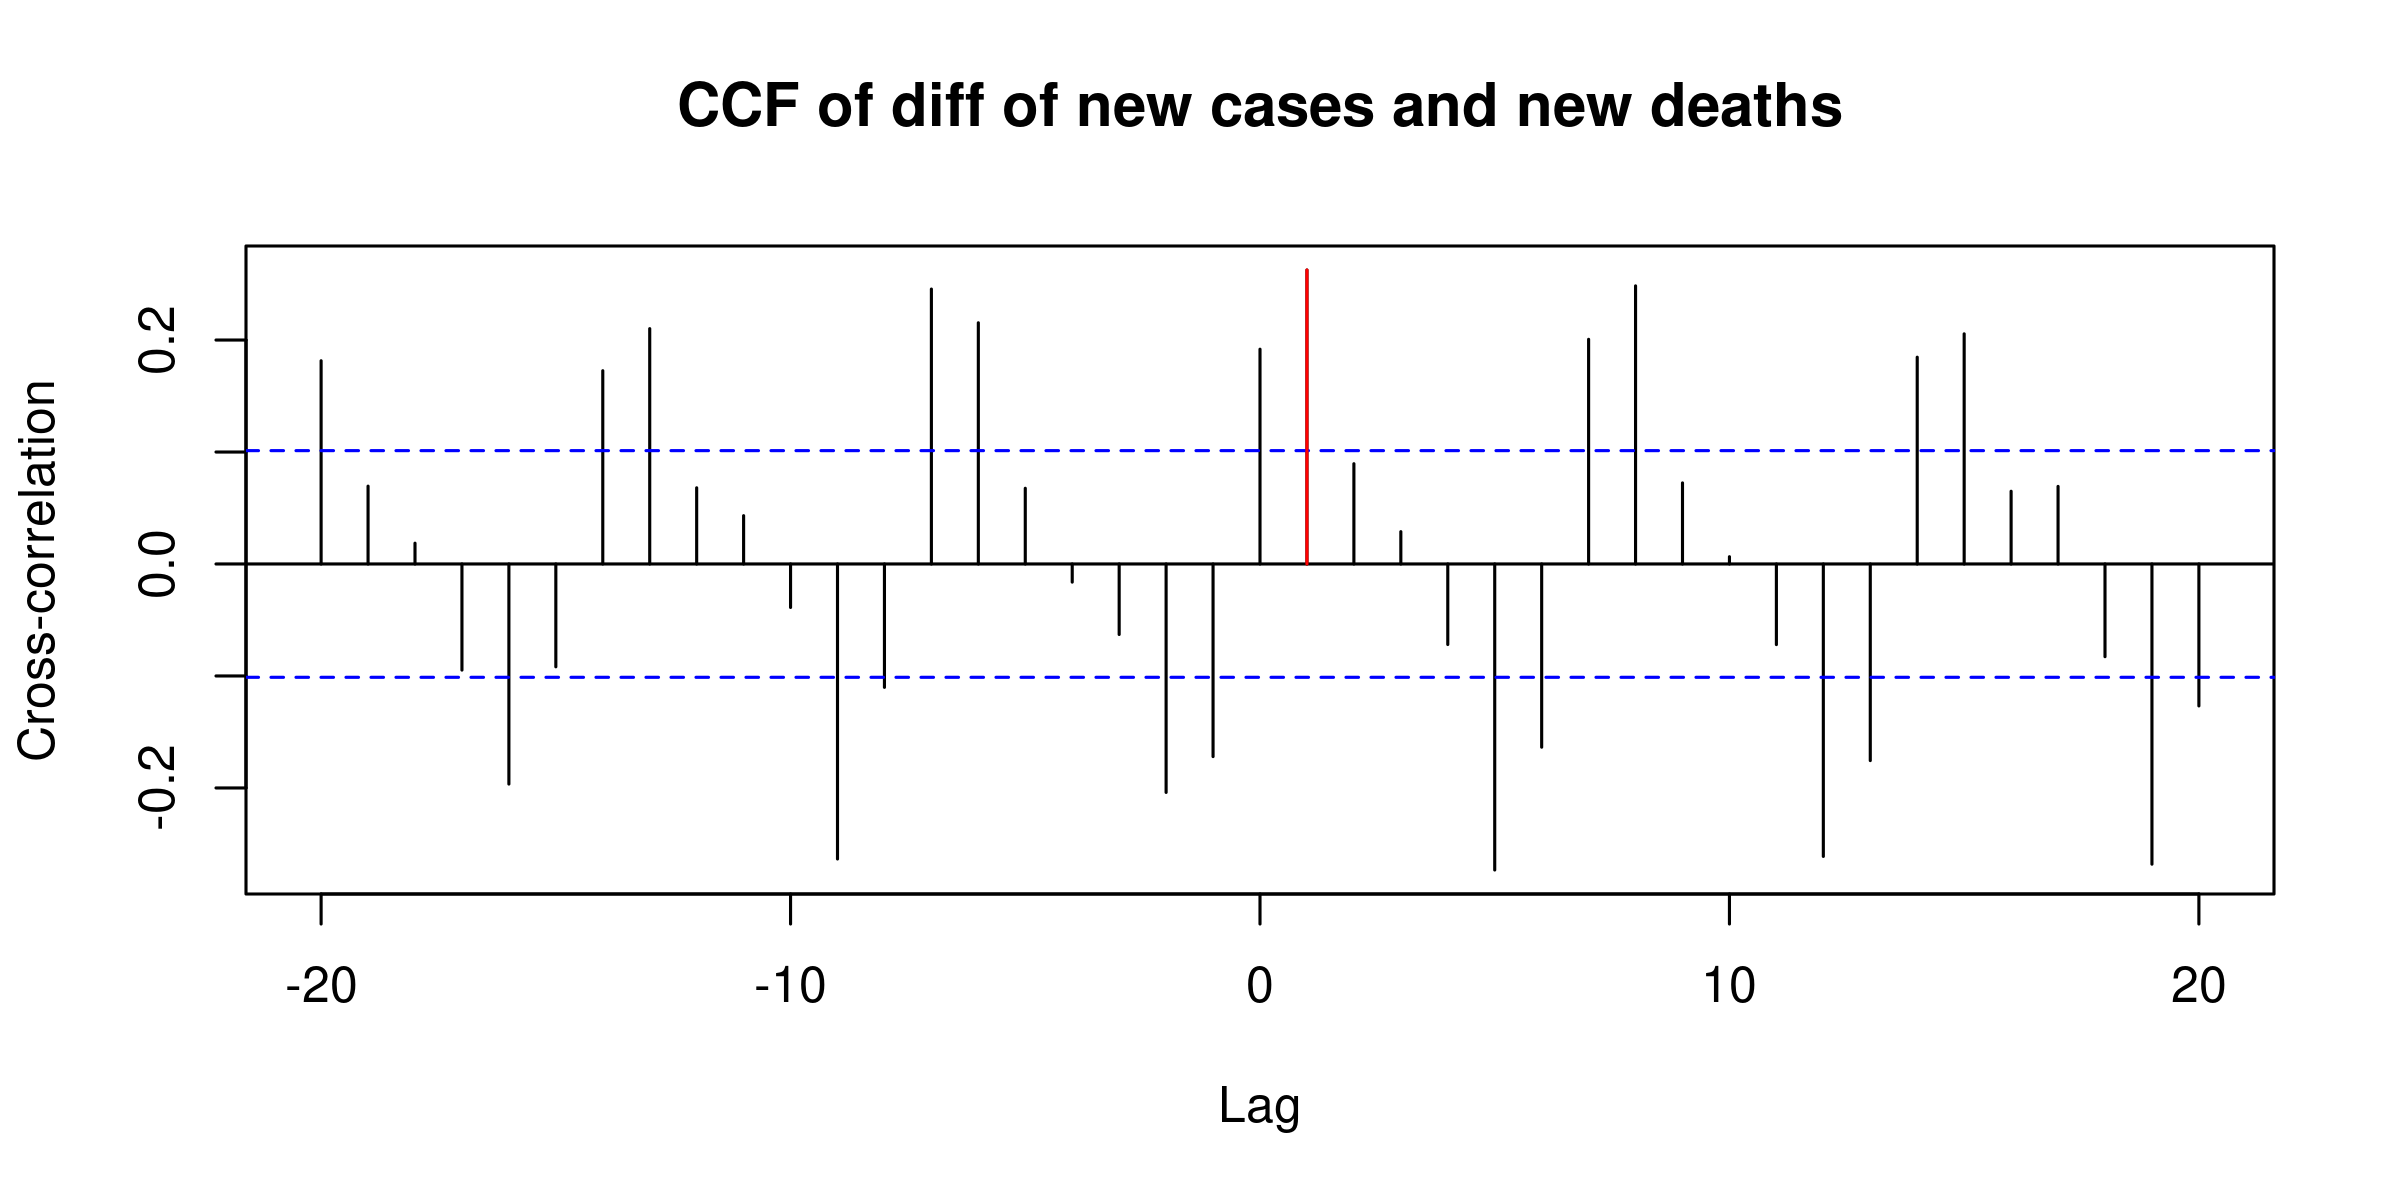 CCF of diff of new cases and new deaths
Cross-correlation
0.2
0.0
-0.2
-20 -10 0 10 20
Lag